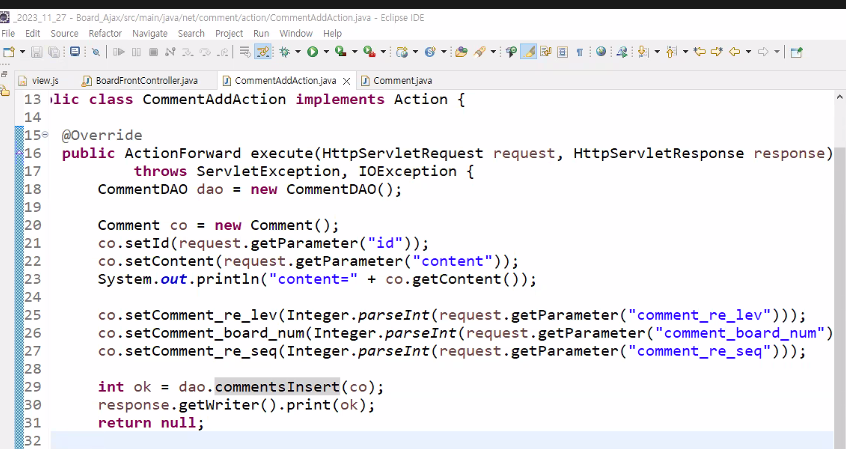 _2023_11_27 - Board_Ajax/src/main/java/net/comment/action/CommentAddAction.java - Eclipse IDE
File Edit Source Refactor Navigate Search Project Run Window Help
view.js BoardFrontController.java CommentAddAction.java Comment.java
13 lic class CommentAddAction implements Action {
14
15 @Override
16 public ActionForward execute(HttpServletRequest request, HttpServletResponse response)
17 throws ServletException, IOException {
18 CommentDAO dao = new CommentDAO();
19
20 Comment co = new Comment();
21 co.setId(request.getParameter("id"));
22 co.setContent(request.getParameter("content"));
23 System.out.println("content=" + co.getContent());
24
25 co.setComment_re_lev(Integer.parseInt(request.getParameter("comment_re_lev")));
26 co.setComment_board_num(Integer.parseInt(request.getParameter("comment_board_num")
27 co.setComment_re_seq(Integer.parseInt(request.getParameter("comment_re_seq")));
28
29 int ok = dao.commentsInsert(co);
30 response.getWriter().print(ok);
31 return null;
32